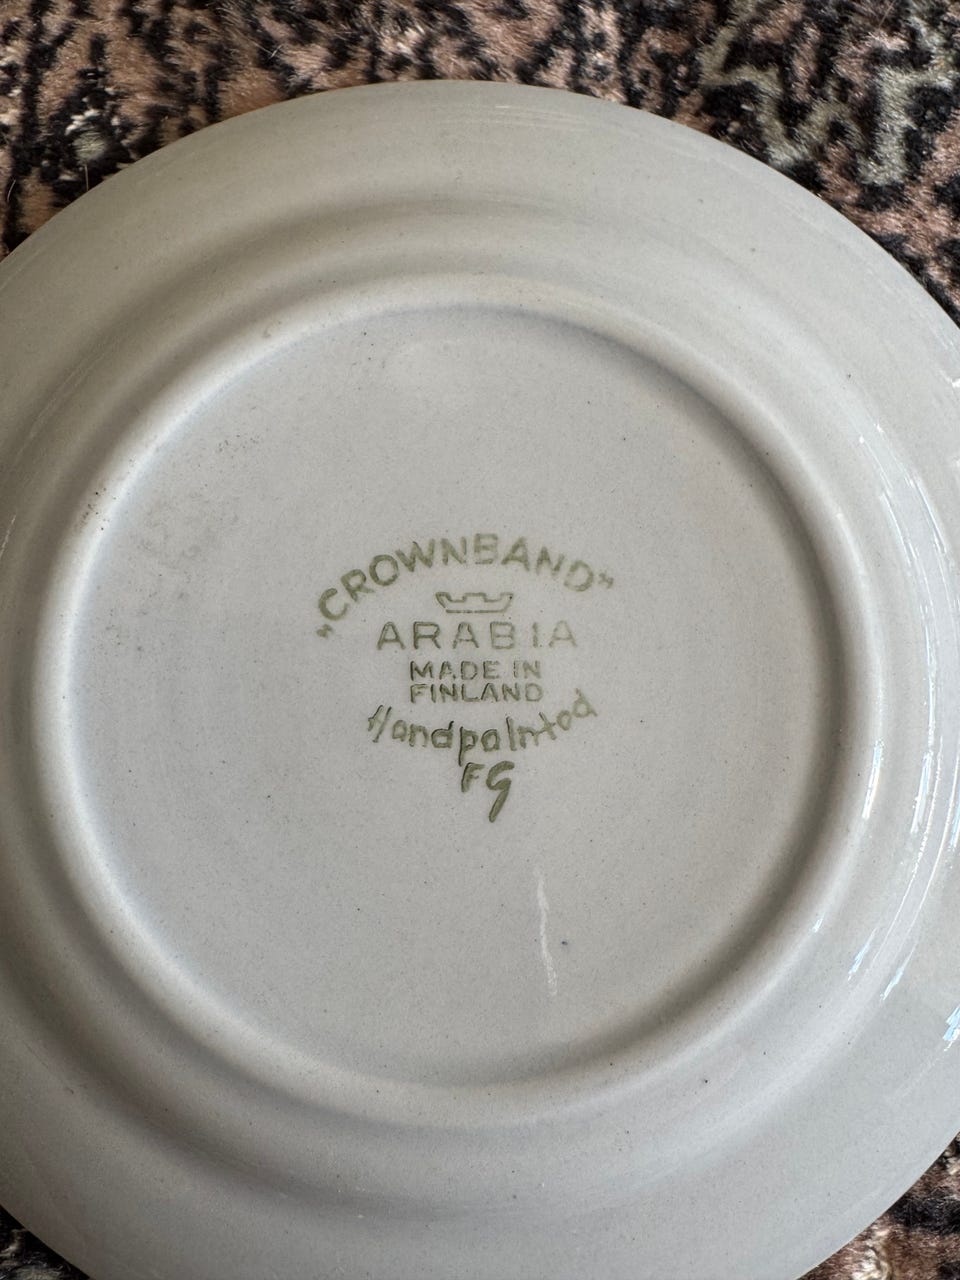 "CROWNBAND"
ARABIA
MADE IN
FINLAND
Handpainted
FG